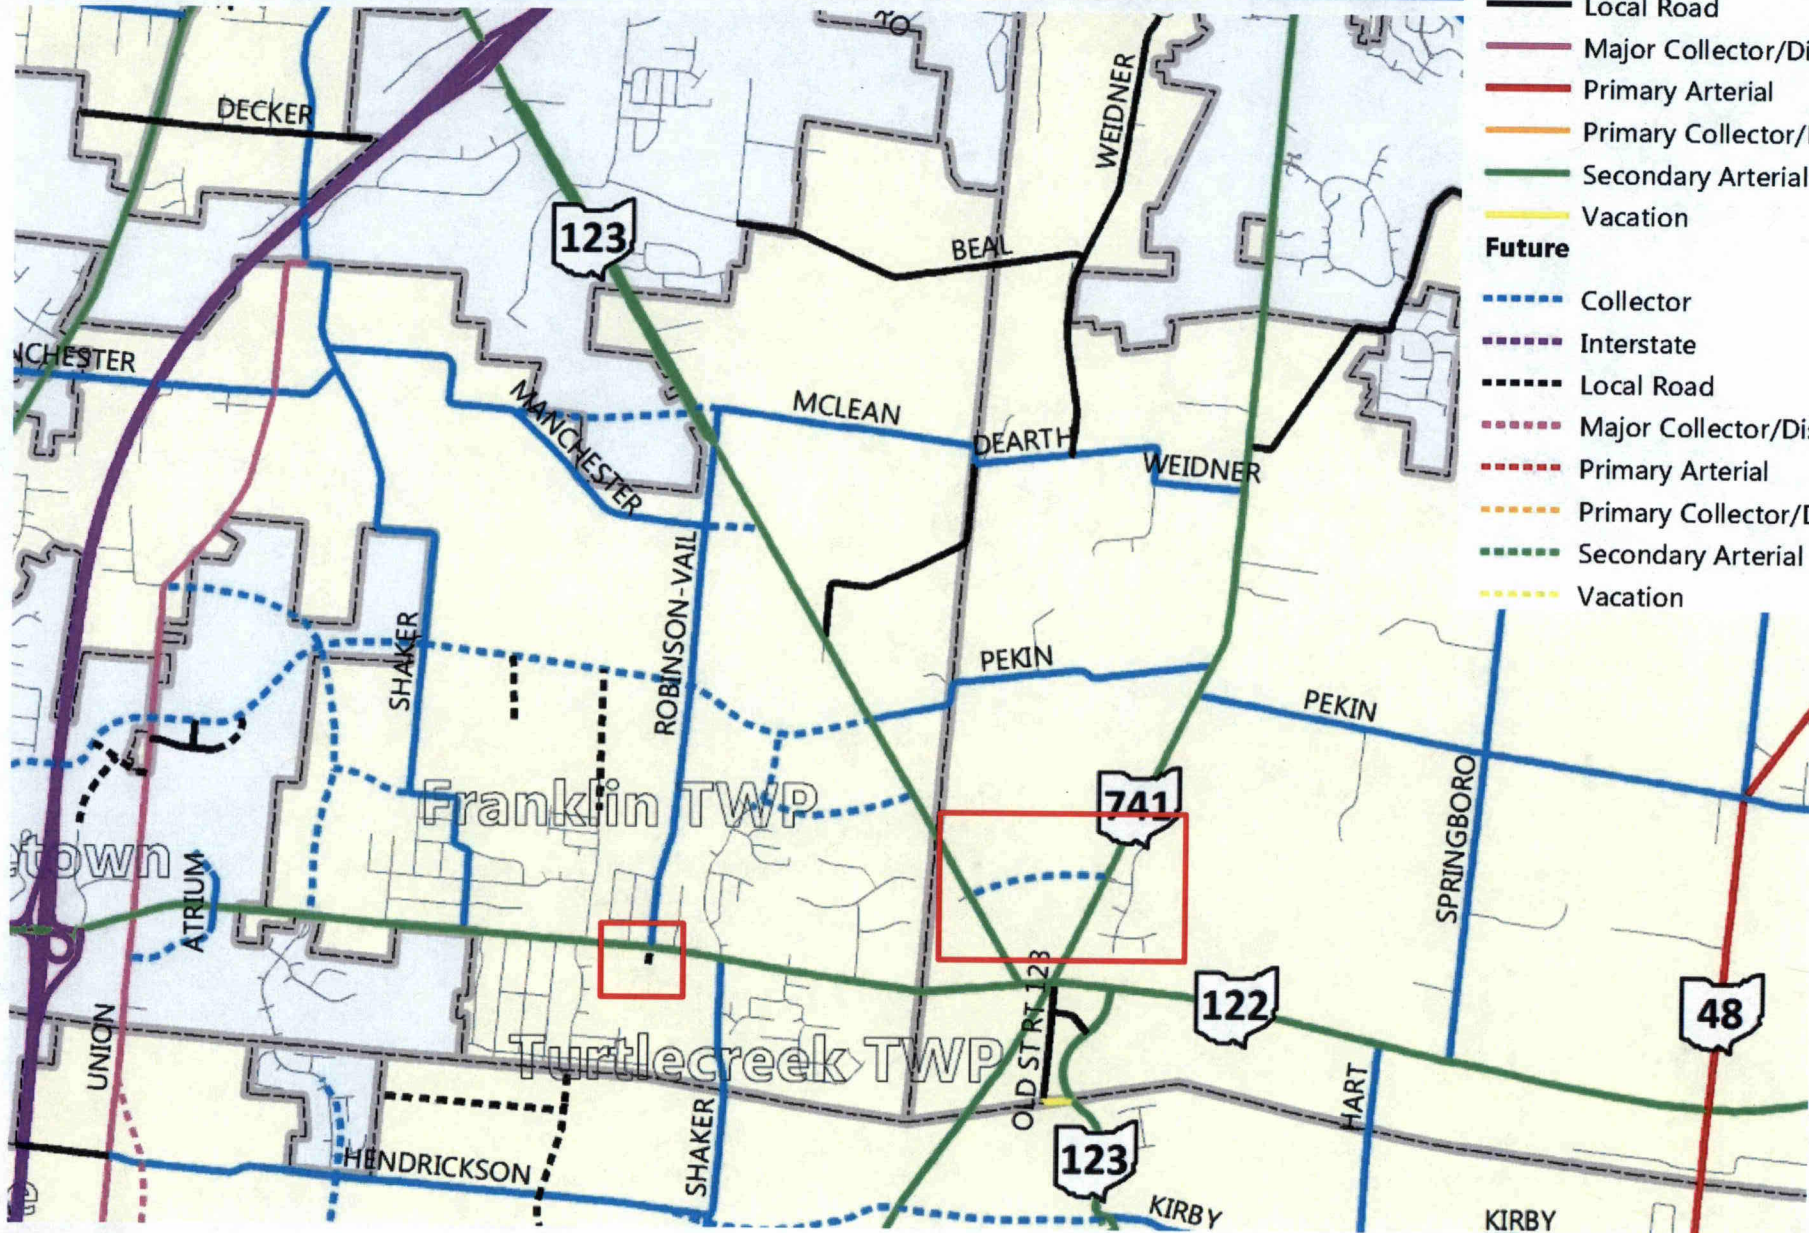 Local Road
Major Collector/Di
Primary Arterial
Primary Collector/
Secondary Arterial
Vacation
Future
Collector
Interstate
Local Road
Major Collector/Dis
Primary Arterial
Primary Collector/D
Secondary Arterial
Vacation
DECKER
WEIDNER
123
BEAL
NCHESTER
MANCHESTER
MCLEAN
DEARTH
WEIDNER
SHAKER
ROBINSON-VAIL
PEKIN
PEKIN
Franklin TWP
741
SPRINGBORO
etown
ATRIUM
OLD ST RT 123
122
48
UNION
Turtlecreek TWP
HART
SHAKER
HENDRICKSON
123
KIRBY
KIRBY